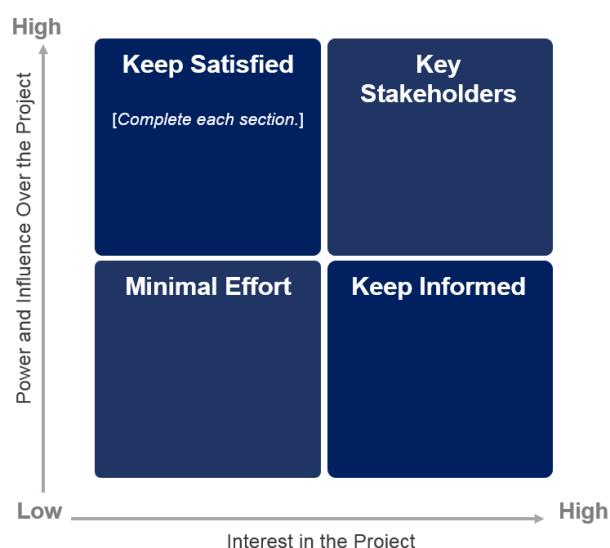 High
Power and Influence Over the Project
Keep Satisfied
[Complete each section.]
Key
Stakeholders
Minimal Effort
Keep Informed
Low
High
Interest in the Project